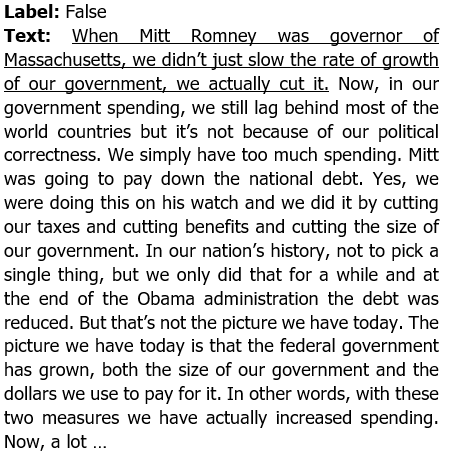 Label: False
Text: When Mitt Romney was governor of
Massachusetts, we didn’t just slow the rate of growth
of our government, we actually cut it. Now, in our
government spending, we still lag behind most of the
world countries but it’s not because of our political
correctness. We simply have too much spending. Mitt
was going to pay down the national debt. Yes, we
were doing this on his watch and we did it by cutting
our taxes and cutting benefits and cutting the size of
our government. In our nation’s history, not to pick a
single thing, but we only did that for a while and at
the end of the Obama administration the debt was
reduced. But that’s not the picture we have today. The
picture we have today is that the federal government
has grown, both the size of our government and the
dollars we use to pay for it. In other words, with these
two measures we have actually increased spending.
Now, a lot ...